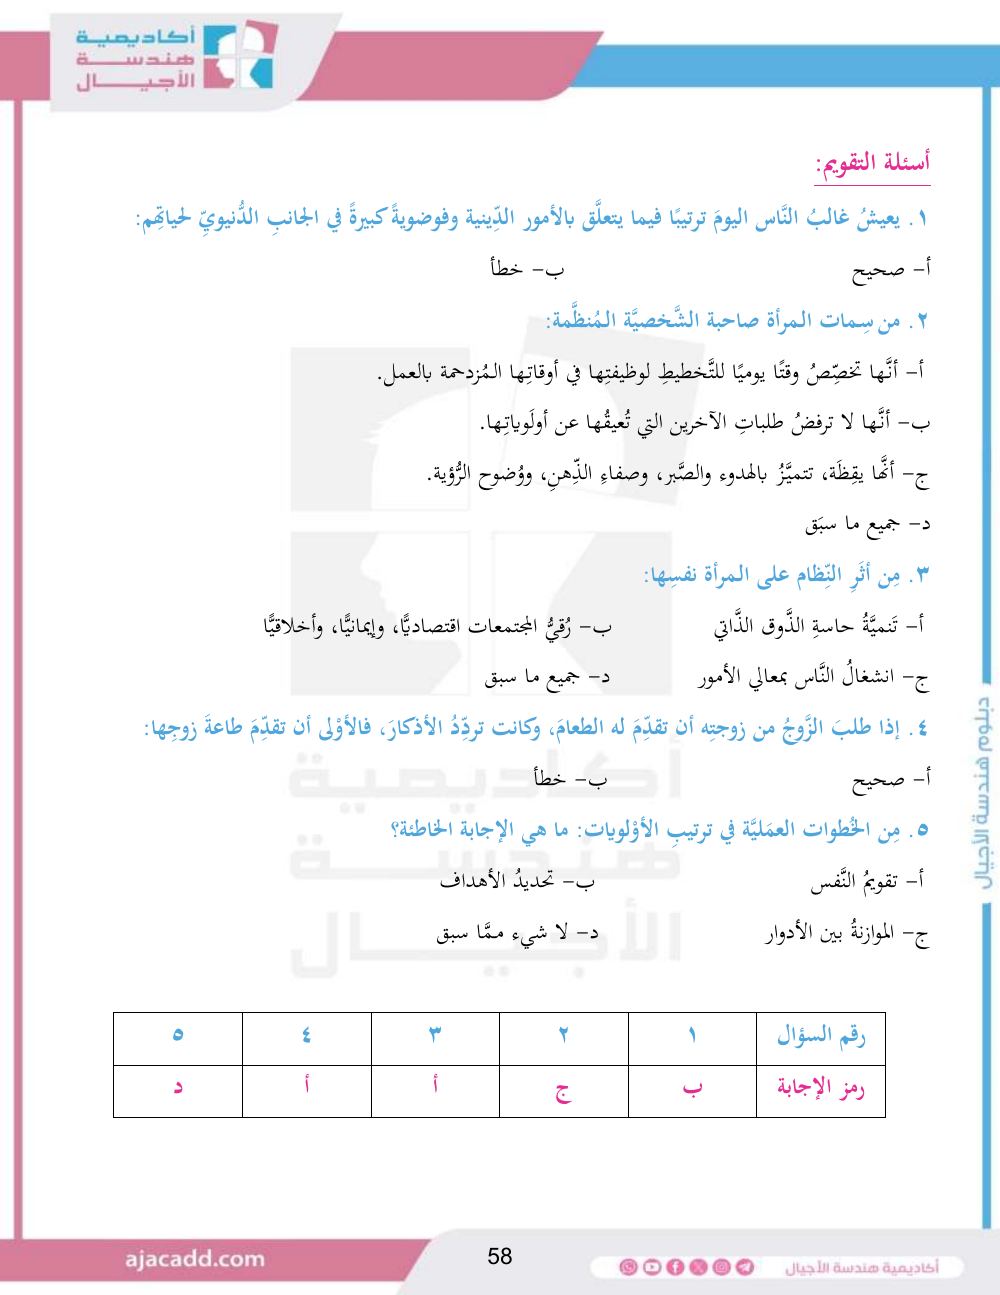 أكاديمية
هندسة
الأجيال
أسئلة التقويم:
١. يعيشُ غالبُ النَّاس اليومَ ترتيبًا فيما يتعلَّق بالأمور الدِّينية وفوضويةً كبيرةً في الجانبِ الدُّنيويِّ لحياتِهم:
أ- صحيح ب- خطأ
٢. من سِمات المرأة صاحبة الشَّخصيَّة المُنظَّمة:
أ- أنَّها تخصِّصُ وقتًا يوميًا للتَّخطيطِ لوظيفتِها في أوقاتِها المُزدحمة بالعمل.
ب- أنَّها لا ترفضُ طلباتِ الآخرين التي تُعيقُها عن أولَوياتِها.
ج- أنَّها يقِظَة، تتميَّزُ بالهدوء والصَّبر، وصفاءِ الذِّهنِ، ووُضوح الرُّؤية.
د- جميع ما سبَق
٣. مِن أثَرِ النِّظام على المرأة نفسِها:
أ- تَنميَّةُ حاسةِ الذَّوق الذَّاتي ب- رُقيُّ المجتمعات اقتصاديًّا، وإيمانيًّا، وأخلاقيًّا
ج- انشغالُ النَّاس بمعالي الأمور د- جميع ما سبق
٤. إذا طلبَ الزَّوجُ من زوجتِه أن تقدِّمَ له الطعامَ، وكانت تردِّدُ الأذكارَ، فالأوْلى أن تقدِّمَ طاعةَ زوجِها:
أ- صحيح ب- خطأ
٥. مِن الخُطوات العمَليَّة في ترتيبِ الأوْلويات: ما هي الإجابة الخاطئة؟
أ- تقويمُ النَّفس ب- تحديدُ الأهداف
ج- الموازنةُ بين الأدوار د- لا شيء ممَّا سبق
أكاديمية
هندسة
الأجيال
رقم السؤال ١ ٢ ٣ ٤ ٥
رمز الإجابة ب ج أ أ د
دبلوم هندسة الأجيال
ajacadd.com
58
أكاديمية هندسة الأجيال